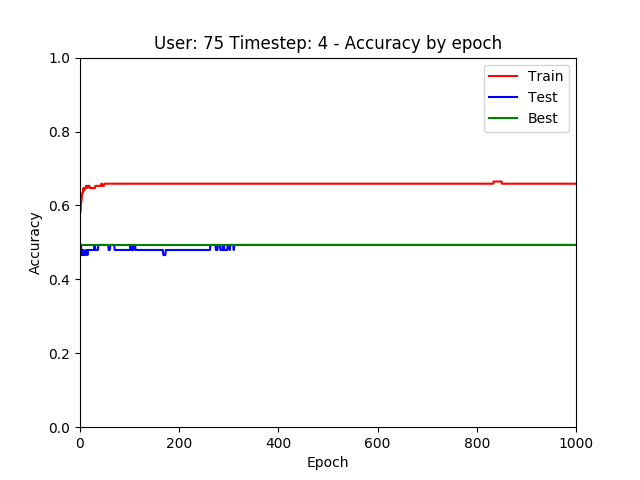 User: 75 Timestep: 4 - Accuracy by epoch
1.0
0.8
0.6
0.4
0.2
0.0
Accuracy
Train
Test
Best
0 200 400 600 800 1000
Epoch